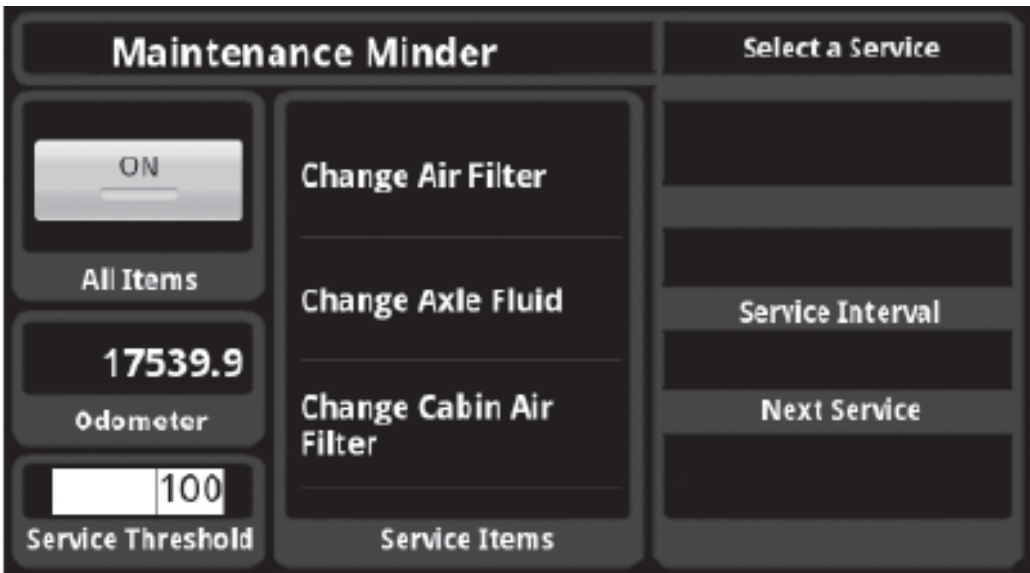 Maintenance Minder
Select a Service
ON
All Items
17539.9
Odometer
100
Service Threshold
Change Air Filter
Change Axle Fluid
Change Cabin Air
Filter
Service Items
Service Interval
Next Service